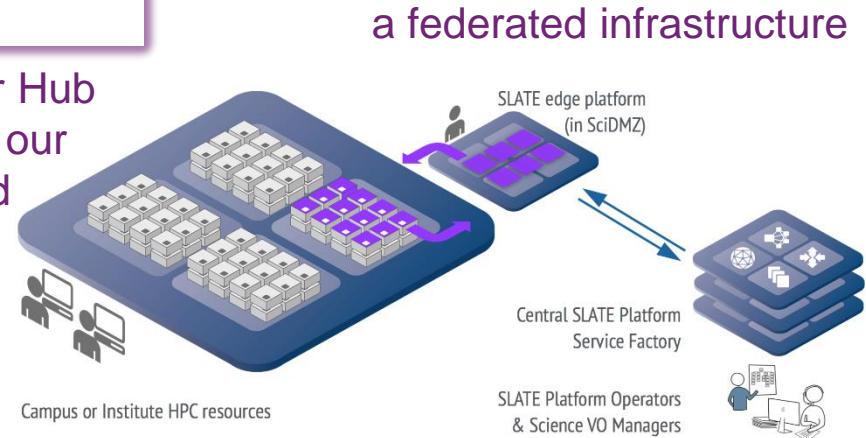 a federated infrastructure
Hub
our
SLATE edge platform
(in SciDMZ)
Central SLATE Platform
Service Factory
Campus or Institute HPC resources
SLATE Platform Operators
& Science VO Managers